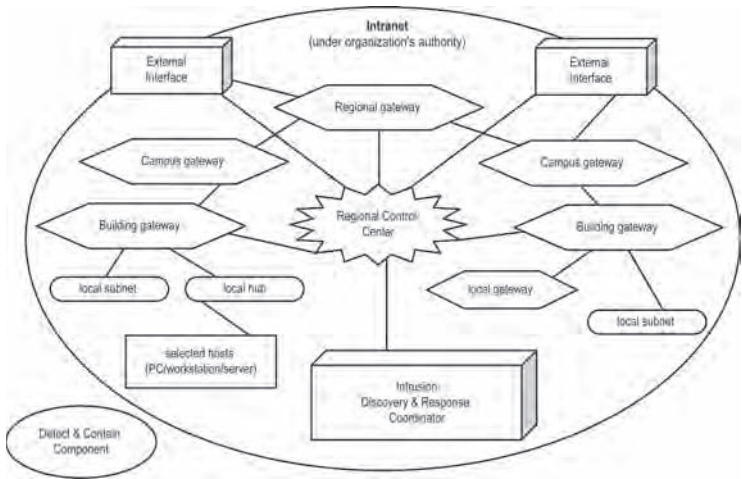 Intranet
(under organization's authority)
External
Interface
External
Interface
Regional gateway
Campus gateway
Campus gateway
Regional Control
Center
Building gateway
Building gateway
local subnet
local hub
local gateway
local subnet
selected hosts
(PC/workstation/server)
Intrusion
Discovery & Response
Coordinator
Detect & Contain
Component